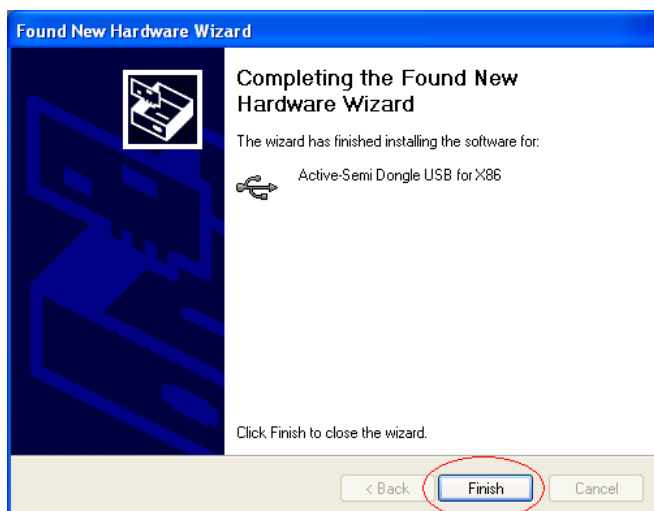 Found New Hardware Wizard
Completing the Found New
Hardware Wizard
The wizard has finished installing the software for:
Active-Semi Dongle USB for X86
Click Finish to close the wizard.
< Back
Finish
Cancel